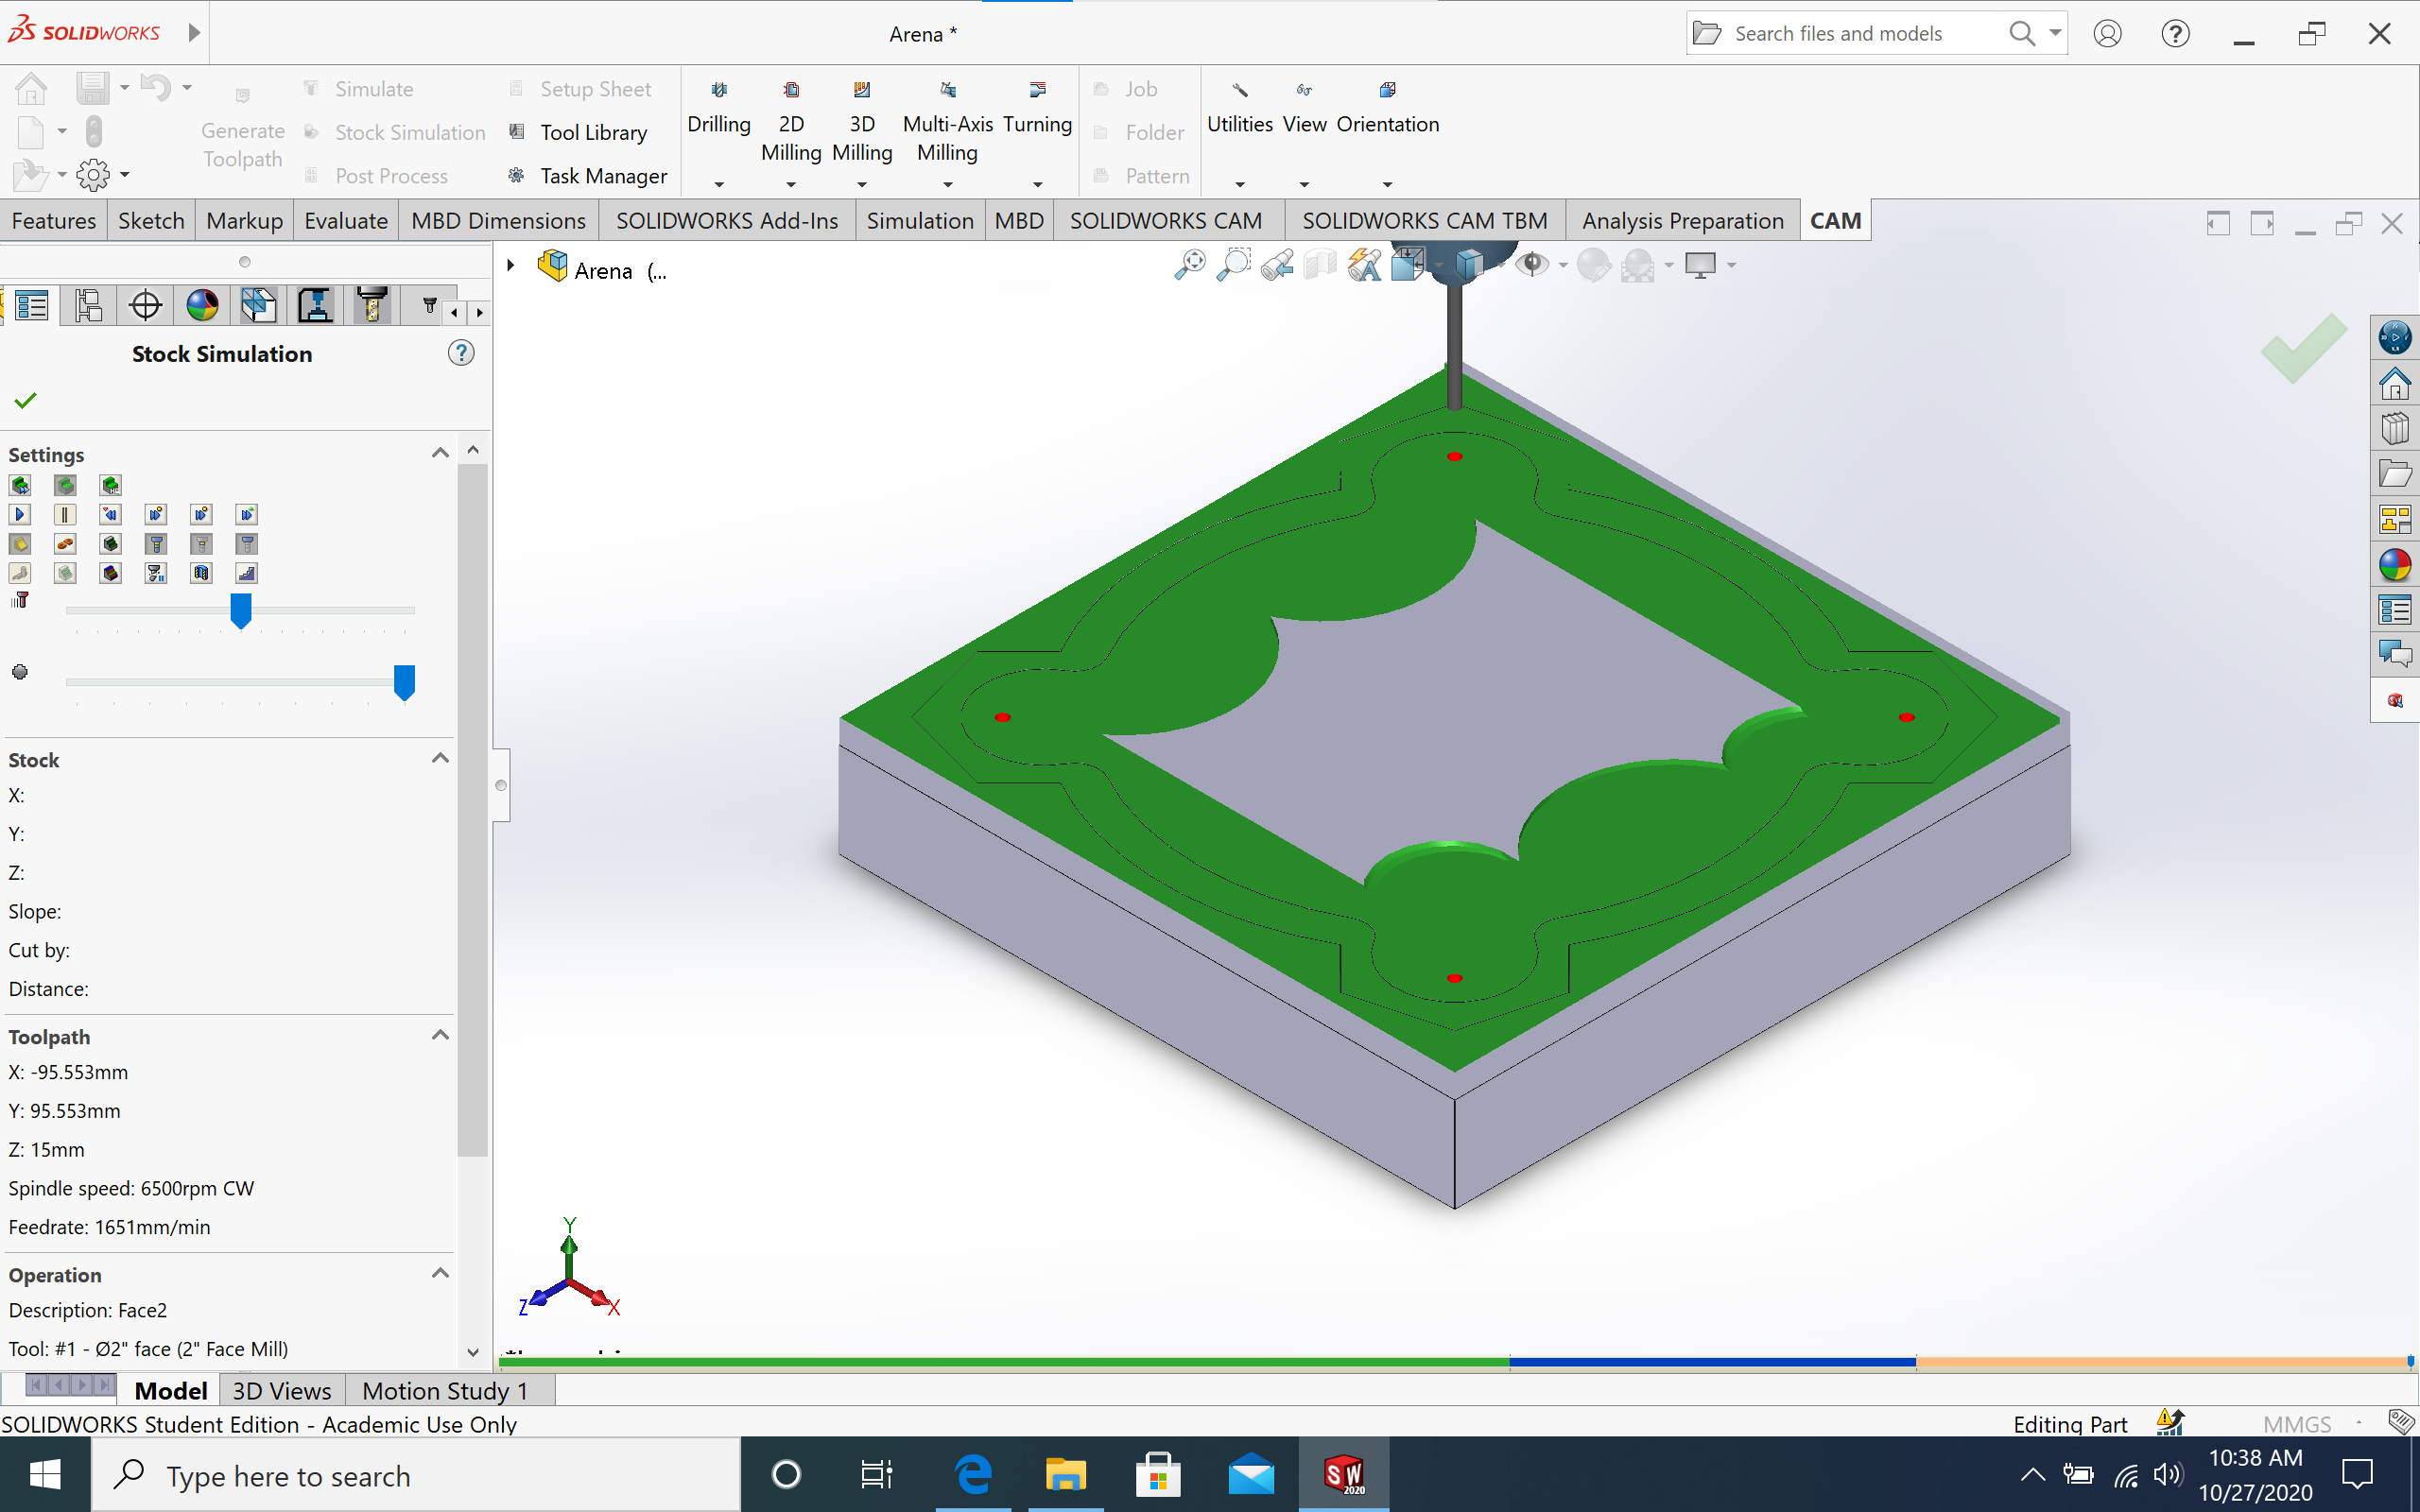 SOLIDWORKS
Arena *
Search files and models
Simulate
Setup Sheet
Generate Toolpath
Stock Simulation
Tool Library
Post Process
Task Manager
Drilling
2D Milling
3D Milling
Multi-Axis Milling
Turning
Job
Folder
Pattern
Utilities
View
Orientation
Features
Sketch
Markup
Evaluate
MBD Dimensions
SOLIDWORKS Add-Ins
Simulation
MBD
SOLIDWORKS CAM
SOLIDWORKS CAM TBM
Analysis Preparation
CAM
Arena (...
Stock Simulation
Settings
Stock
X:
Y:
Z:
Slope:
Cut by:
Distance:
Toolpath
X: -95.553mm
Y: 95.553mm
Z: 15mm
Spindle speed: 6500rpm CW
Feedrate: 1651mm/min
Operation
Description: Face2
Tool: #1 - Ø2" face (2" Face Mill)
Y
Z
X
Model
3D Views
Motion Study 1
SOLIDWORKS Student Edition - Academic Use Only
Editing Part
MMGS
Type here to search
SW
2020
10:38 AM
10/27/2020